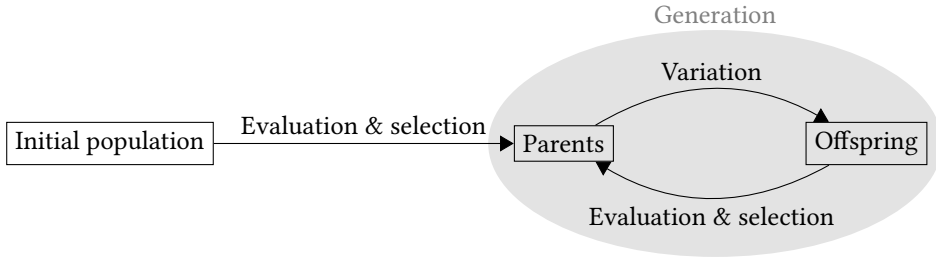 Generation
Variation
Evaluation & selection
Initial population
Parents
Offspring
Evaluation & selection